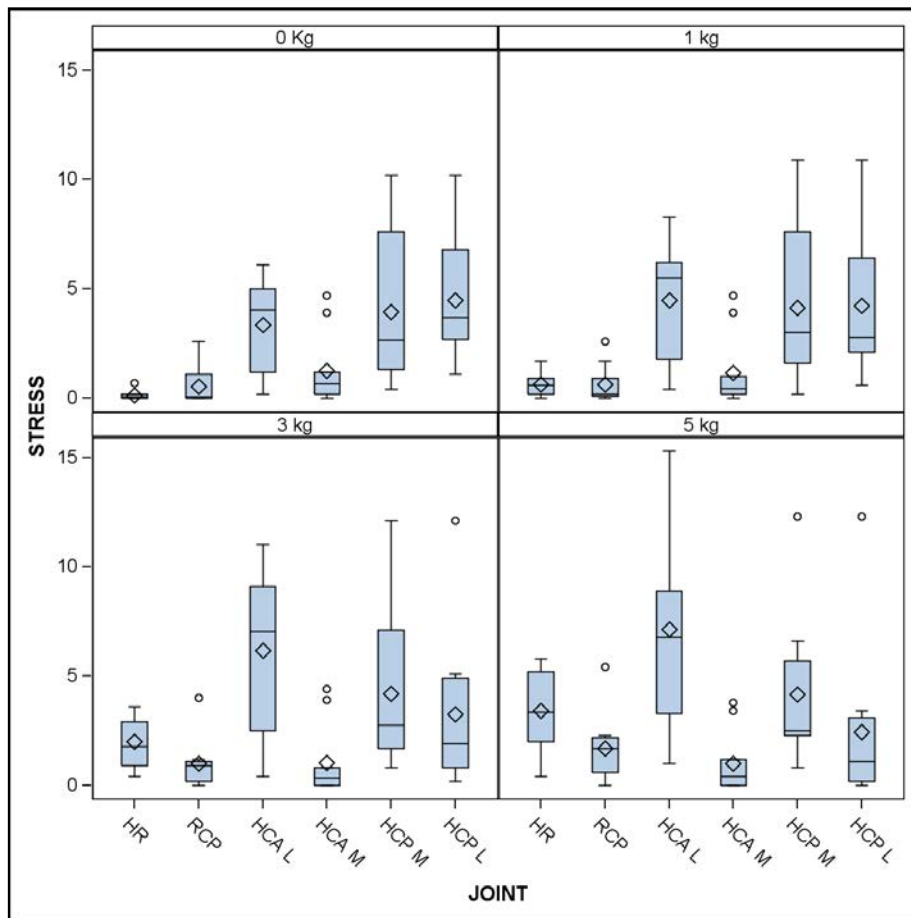 0 Kg
1 kg
15
10
5
0
3 kg
5 kg
15
10
5
0
STRESS
HR
RCP
HCA L
HCA M
HCP M
HCP L
HR
RCP
HCA L
HCA M
HCP M
HCP L
JOINT